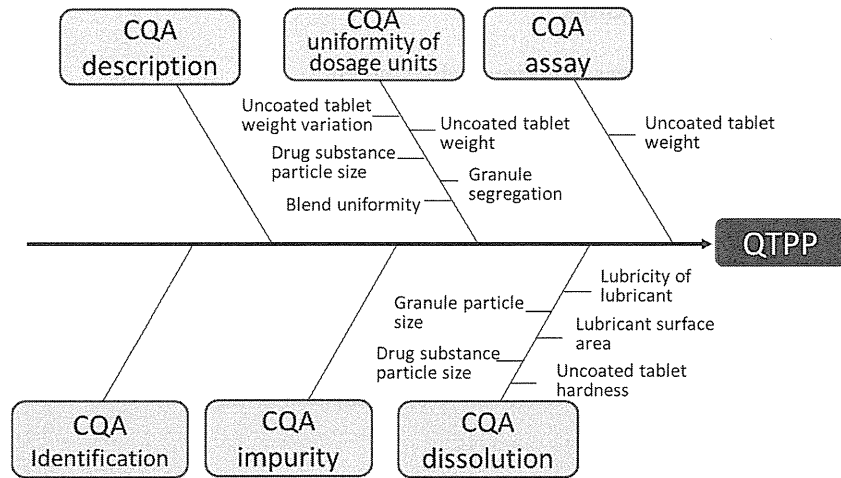 CQA
description
CQA
uniformity of
dosage units
CQA
assay
Uncoated tablet
weight variation
Uncoated tablet
weight
Drug substance
particle size
Granule
segregation
Blend uniformity
Uncoated tablet
weight
QTPP
Lubricity of
lubricant
Granule particle
size
Lubricant surface
area
Drug substance
particle size
Uncoated tablet
hardness
CQA
Identification
CQA
impurity
CQA
dissolution